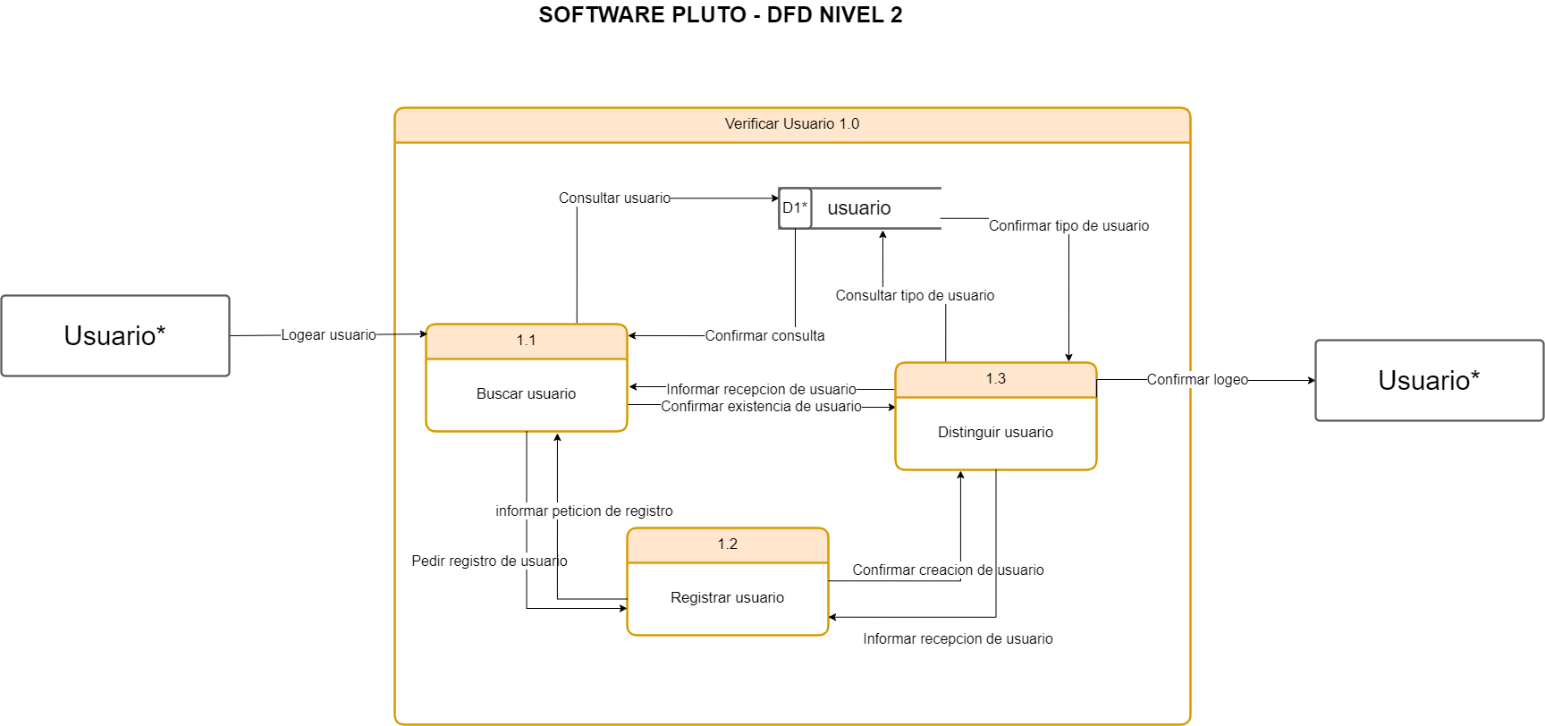 SOFTWARE PLUTO - DFD NIVEL 2
Verificar Usuario 1.0
Consultar usuario
D1*
usuario
Confirmar tipo de usuario
Consultar tipo de usuario
Usuario*
Logear usuario
1.1
Buscar usuario
Confirmar consulta
Informar recepcion de usuario
Confirmar existencia de usuario
1.3
Distinguir usuario
Confirmar logeo
Usuario*
informar peticion de registro
Pedir registro de usuario
1.2
Registrar usuario
Confirmar creacion de usuario
Informar recepcion de usuario